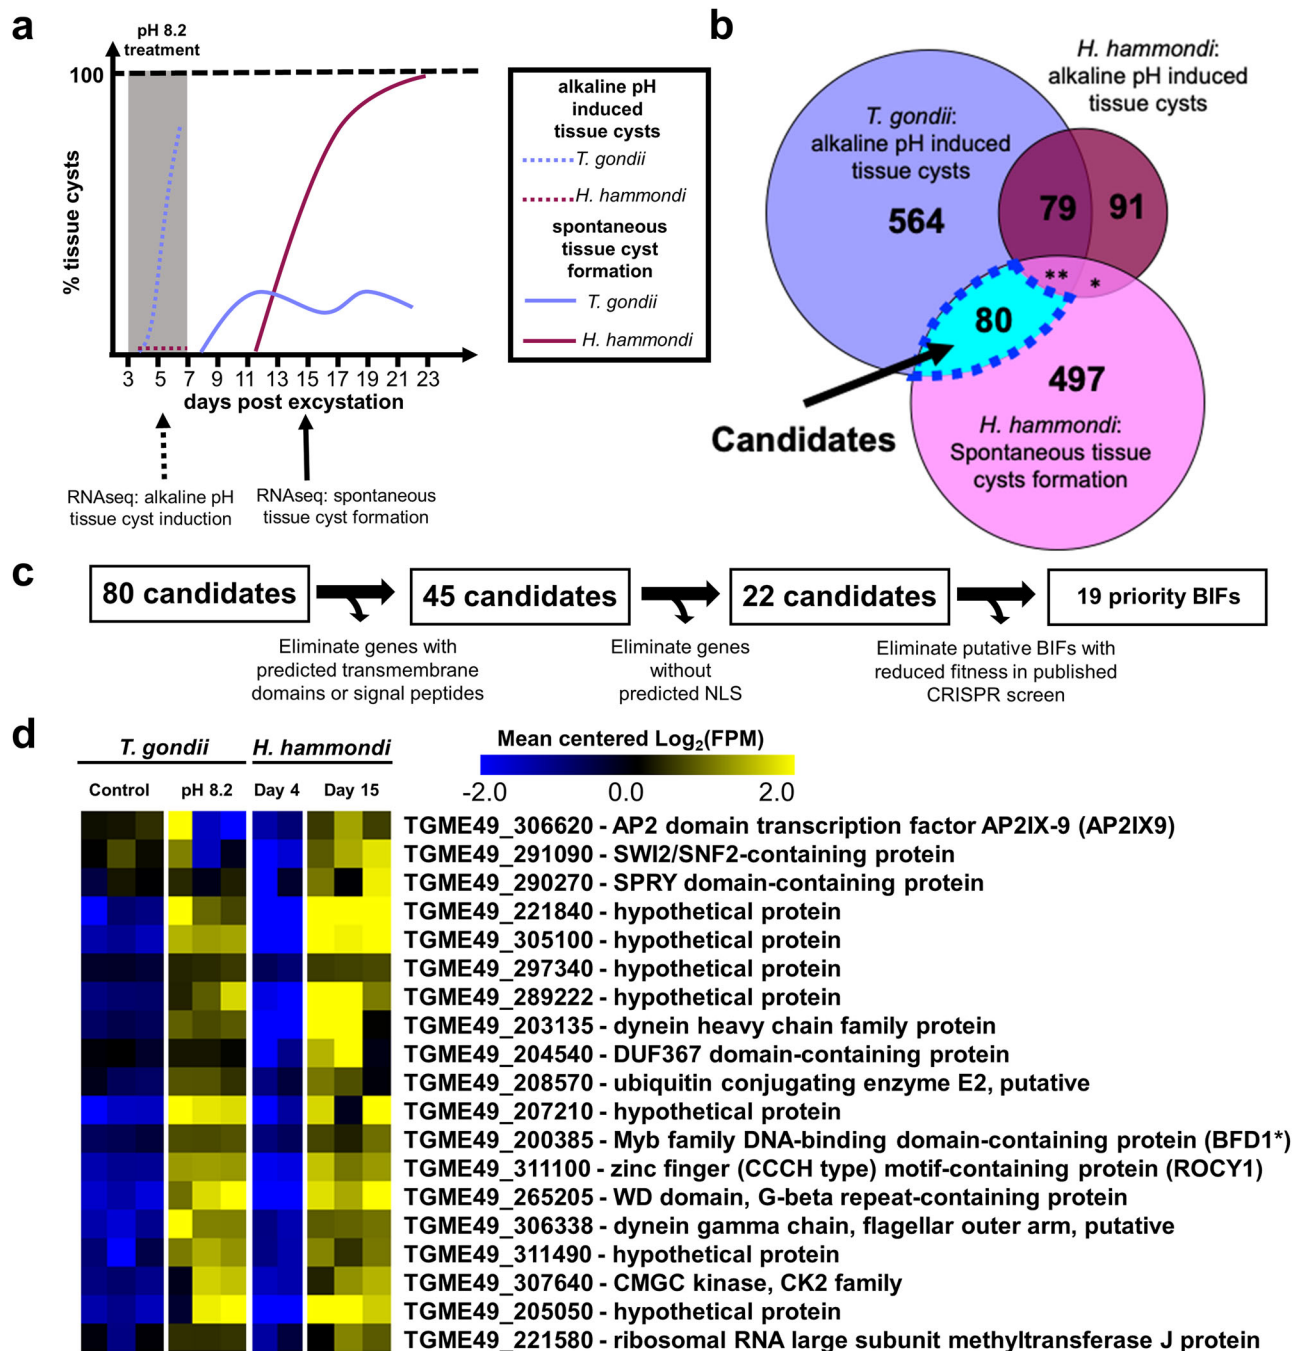 a
pH 8.2
treatment
100
% tissue cysts
3 5 7 9 11 13 15 17 19 21 23
days post excystation
RNAseq: alkaline pH
tissue cyst induction
RNAseq: spontaneous
tissue cyst formation
alkaline pH
induced
tissue cysts
T. gondii
H. hammondi
spontaneous
tissue cyst
formation
T. gondii
H. hammondi
b
H. hammondi:
alkaline pH induced
tissue cysts
T. gondii:
alkaline pH induced
tissue cysts
564
79
91
**
*
80
497
Candidates
H. hammondi:
Spontaneous tissue
cysts formation
c
80 candidates
45 candidates
22 candidates
19 priority BIFs
Eliminate genes with
predicted transmembrane
domains or signal peptides
Eliminate genes
without
predicted NLS
Eliminate putative BIFs with
reduced fitness in published
CRISPR screen
d
T. gondii
H. hammondi
Control
pH 8.2
Day 4
Day 15
Mean centered Log2(FPM)
-2.0 0.0 2.0
TGME49_306620 - AP2 domain transcription factor AP2IX-9 (AP2IX9)
TGME49_291090 - SWI2/SNF2-containing protein
TGME49_290270 - SPRY domain-containing protein
TGME49_221840 - hypothetical protein
TGME49_305100 - hypothetical protein
TGME49_297340 - hypothetical protein
TGME49_289222 - hypothetical protein
TGME49_203135 - dynein heavy chain family protein
TGME49_204540 - DUF367 domain-containing protein
TGME49_208570 - ubiquitin conjugating enzyme E2, putative
TGME49_207210 - hypothetical protein
TGME49_200385 - Myb family DNA-binding domain-containing protein (BFD1*)
TGME49_311100 - zinc finger (CCCH type) motif-containing protein (ROCY1)
TGME49_265205 - WD domain, G-beta repeat-containing protein
TGME49_306338 - dynein gamma chain, flagellar outer arm, putative
TGME49_311490 - hypothetical protein
TGME49_307640 - CMGC kinase, CK2 family
TGME49_205050 - hypothetical protein
TGME49_221580 - ribosomal RNA large subunit methyltransferase J protein